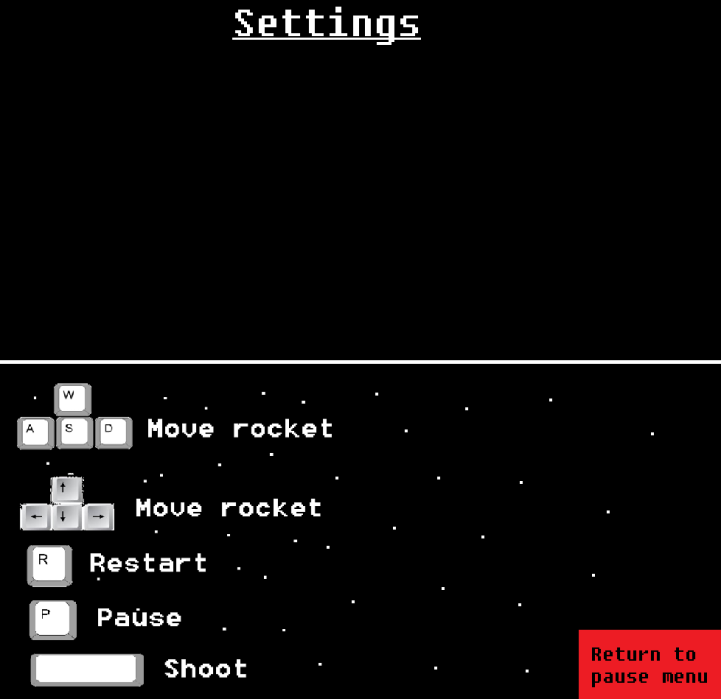 Settings
W
A S D Move rocket
↑
← ↓ → Move rocket
R Restart
P Pause
Shoot
Return to
pause menu